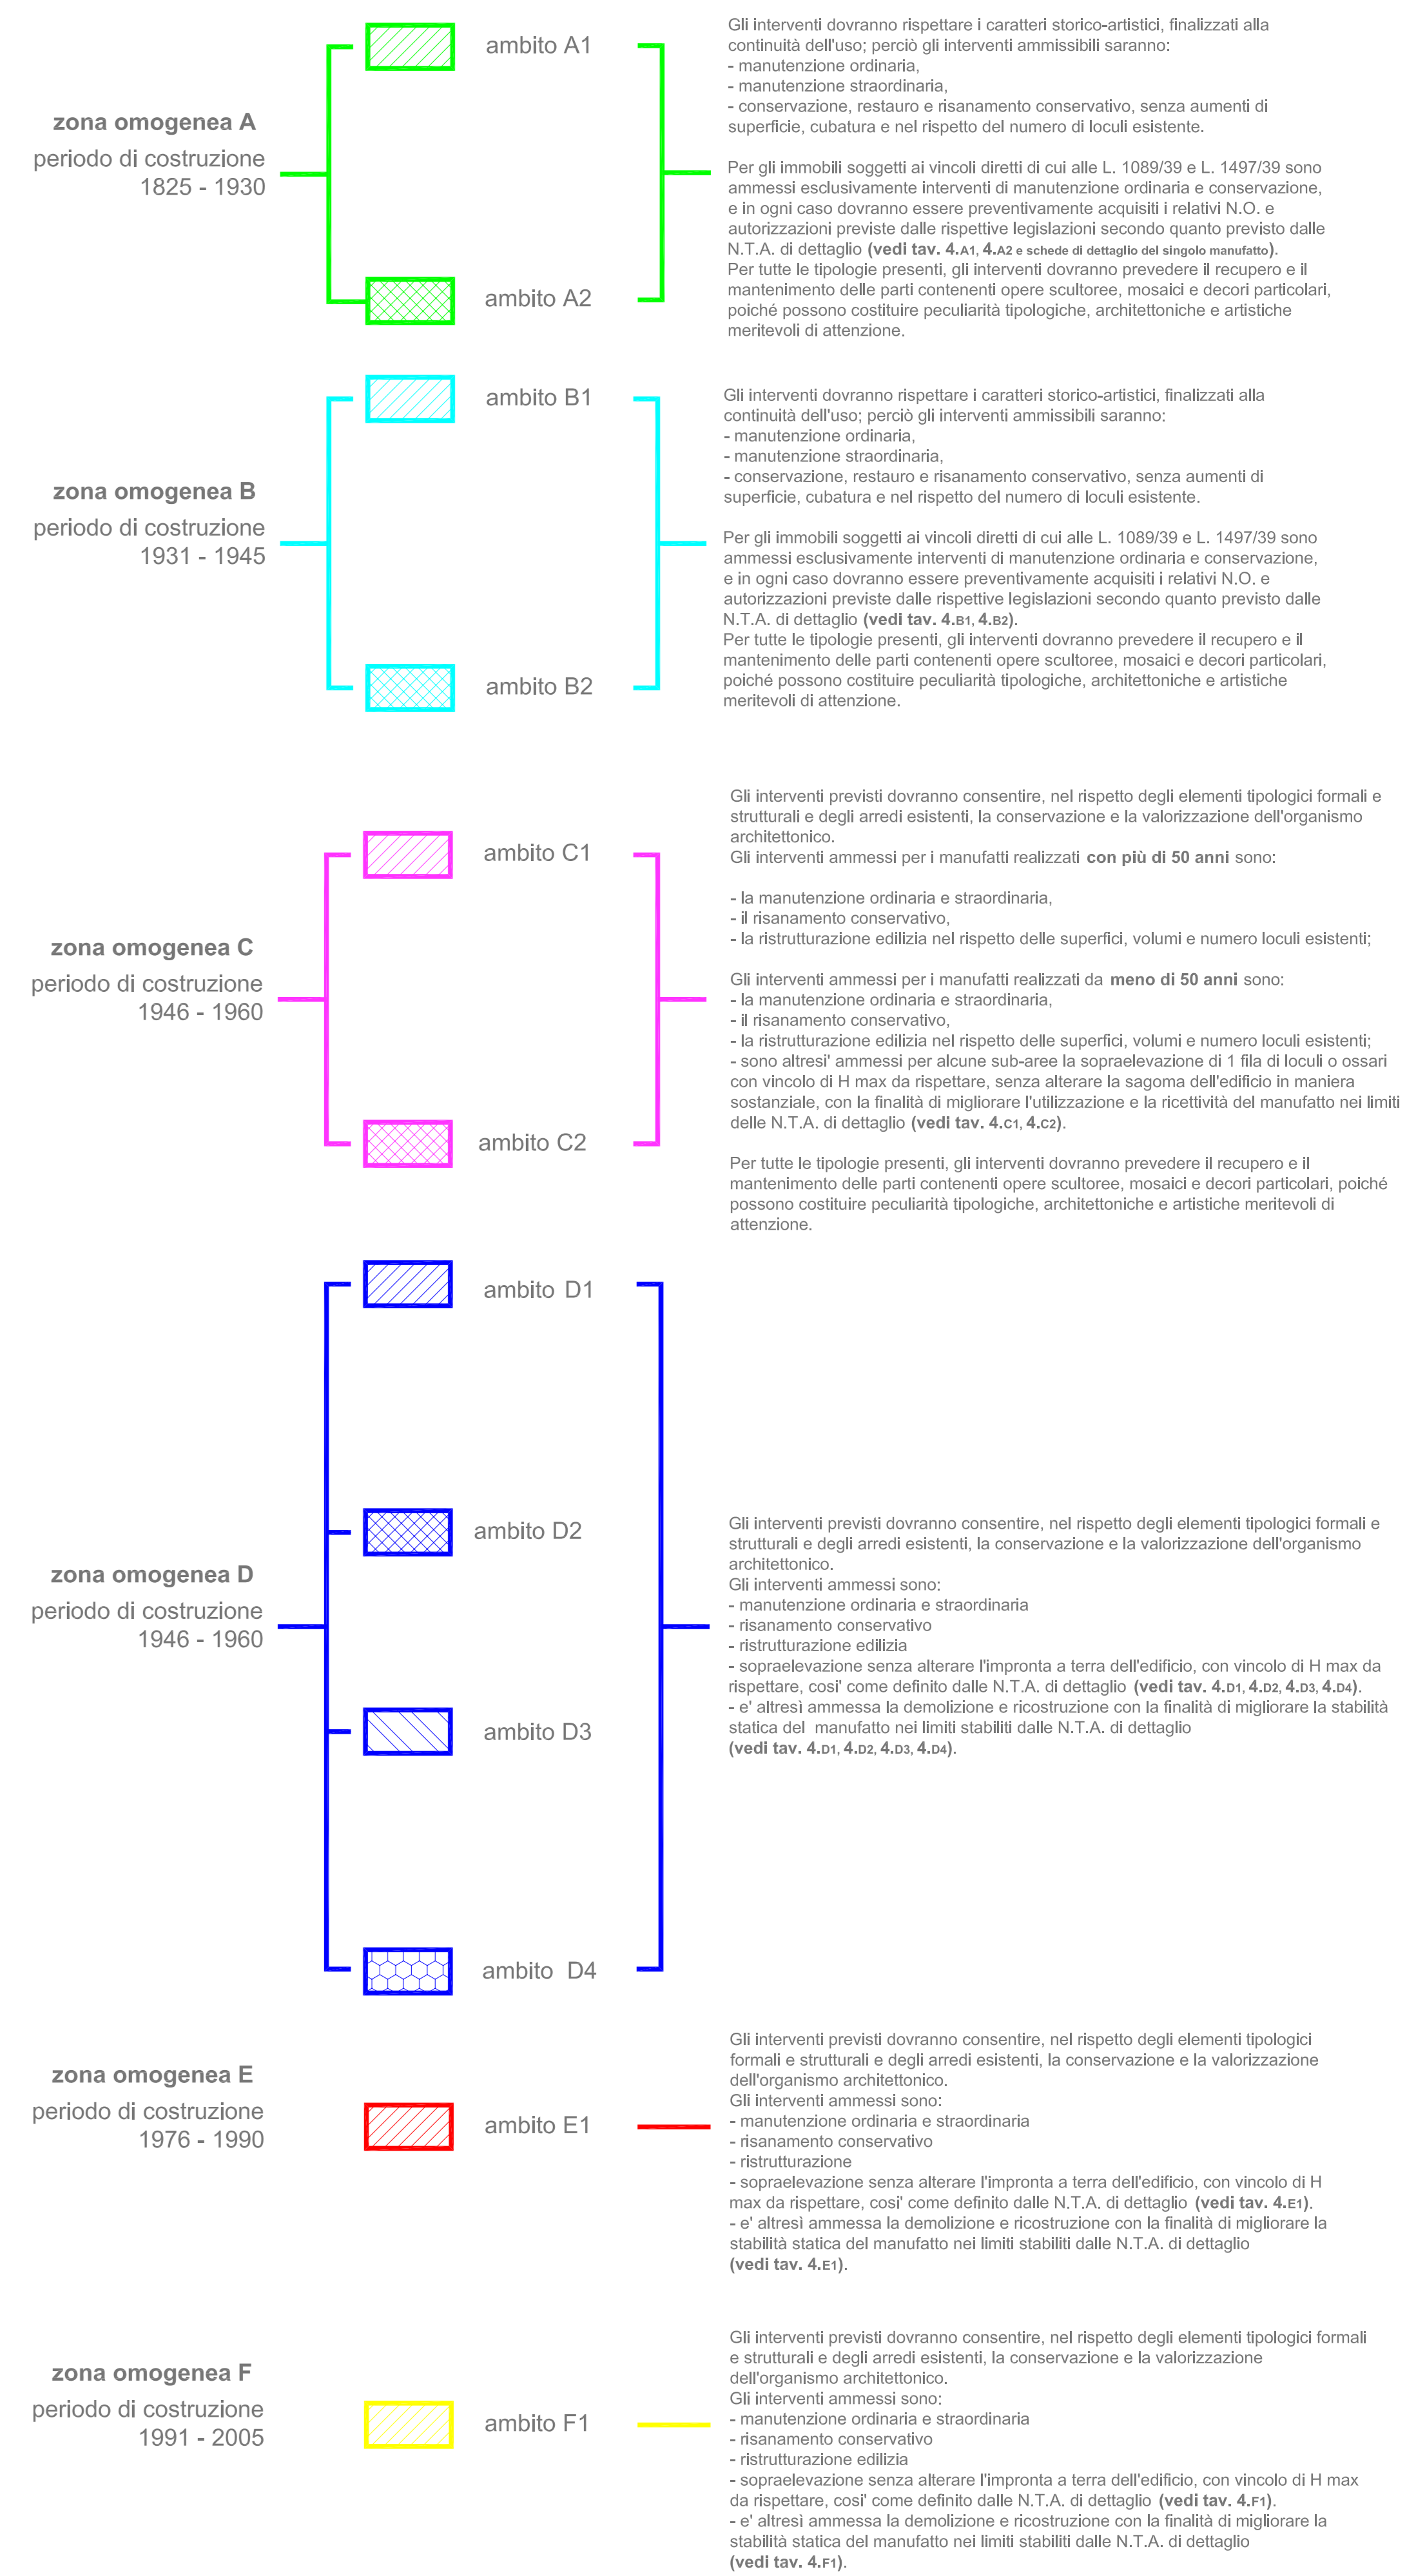 zona omogenea A
periodo di costruzione
1825 - 1930
ambito A1
ambito A2
Gli interventi dovranno rispettare i caratteri storico-artistici, finalizzati alla
continuità dell'uso; perciò gli interventi ammissibili saranno:
- manutenzione ordinaria,
- manutenzione straordinaria,
- conservazione, restauro e risanamento conservativo, senza aumenti di
superficie, cubatura e nel rispetto del numero di loculi esistente.
Per gli immobili soggetti ai vincoli diretti di cui alle L. 1089/39 e L. 1497/39 sono
ammessi esclusivamente interventi di manutenzione ordinaria e conservazione,
e in ogni caso dovranno essere preventivamente acquisiti i relativi N.O. e
autorizzazioni previste dalle rispettive legislazioni secondo quanto previsto dalle
N.T.A. di dettaglio (vedi tav. 4.A1, 4.A2 e schede di dettaglio del singolo manufatto).
Per tutte le tipologie presenti, gli interventi dovranno prevedere il recupero e il
mantenimento delle parti contenenti opere scultoree, mosaici e decori particolari,
poiché possono costituire peculiarità tipologiche, architettoniche e artistiche
meritevoli di attenzione.
zona omogenea B
periodo di costruzione
1931 - 1945
ambito B1
ambito B2
Gli interventi dovranno rispettare i caratteri storico-artistici, finalizzati alla
continuità dell'uso; perciò gli interventi ammissibili saranno:
- manutenzione ordinaria,
- manutenzione straordinaria,
- conservazione, restauro e risanamento conservativo, senza aumenti di
superficie, cubatura e nel rispetto del numero di loculi esistente.
Per gli immobili soggetti ai vincoli diretti di cui alle L. 1089/39 e L. 1497/39 sono
ammessi esclusivamente interventi di manutenzione ordinaria e conservazione,
e in ogni caso dovranno essere preventivamente acquisiti i relativi N.O. e
autorizzazioni previste dalle rispettive legislazioni secondo quanto previsto dalle
N.T.A. di dettaglio (vedi tav. 4.B1, 4.B2).
Per tutte le tipologie presenti, gli interventi dovranno prevedere il recupero e il
mantenimento delle parti contenenti opere scultoree, mosaici e decori particolari,
poiché possono costituire peculiarità tipologiche, architettoniche e artistiche
meritevoli di attenzione.
zona omogenea C
periodo di costruzione
1946 - 1960
ambito C1
ambito C2
Gli interventi previsti dovranno consentire, nel rispetto degli elementi tipologici formali e
strutturali e degli arredi esistenti, la conservazione e la valorizzazione dell'organismo
architettonico.
Gli interventi ammessi per i manufatti realizzati con più di 50 anni sono:
- la manutenzione ordinaria e straordinaria,
- il risanamento conservativo,
- la ristrutturazione edilizia nel rispetto delle superfici, volumi e numero loculi esistenti;
Gli interventi ammessi per i manufatti realizzati da meno di 50 anni sono:
- la manutenzione ordinaria e straordinaria,
- il risanamento conservativo,
- la ristrutturazione edilizia nel rispetto delle superfici, volumi e numero loculi esistenti;
- sono altresi' ammessi per alcune sub-aree la sopraelevazione di 1 fila di loculi o ossari
con vincolo di H max da rispettare, senza alterare la sagoma dell'edificio in maniera
sostanziale, con la finalità di migliorare l'utilizzazione e la ricettività del manufatto nei limiti
delle N.T.A. di dettaglio (vedi tav. 4.C1, 4.C2).
Per tutte le tipologie presenti, gli interventi dovranno prevedere il recupero e il
mantenimento delle parti contenenti opere scultoree, mosaici e decori particolari, poiché
possono costituire peculiarità tipologiche, architettoniche e artistiche meritevoli di
attenzione.
zona omogenea D
periodo di costruzione
1946 - 1960
ambito D1
ambito D2
ambito D3
ambito D4
Gli interventi previsti dovranno consentire, nel rispetto degli elementi tipologici formali e
strutturali e degli arredi esistenti, la conservazione e la valorizzazione dell'organismo
architettonico.
Gli interventi ammessi sono:
- manutenzione ordinaria e straordinaria
- risanamento conservativo
- ristrutturazione edilizia
- sopraelevazione senza alterare l'impronta a terra dell'edificio, con vincolo di H max da
rispettare, cosi' come definito dalle N.T.A. di dettaglio (vedi tav. 4.D1, 4.D2, 4.D3, 4.D4).
- e' altresì ammessa la demolizione e ricostruzione con la finalità di migliorare la stabilità
statica del manufatto nei limiti stabiliti dalle N.T.A. di dettaglio
(vedi tav. 4.D1, 4.D2, 4.D3, 4.D4).
zona omogenea E
periodo di costruzione
1976 - 1990
ambito E1
Gli interventi previsti dovranno consentire, nel rispetto degli elementi tipologici
formali e strutturali e degli arredi esistenti, la conservazione e la valorizzazione
dell'organismo architettonico.
Gli interventi ammessi sono:
- manutenzione ordinaria e straordinaria
- risanamento conservativo
- ristrutturazione
- sopraelevazione senza alterare l'impronta a terra dell'edificio, con vincolo di H
max da rispettare, cosi' come definito dalle N.T.A. di dettaglio (vedi tav. 4.E1).
- e' altresì ammessa la demolizione e ricostruzione con la finalità di migliorare la
stabilità statica del manufatto nei limiti stabiliti dalle N.T.A. di dettaglio
(vedi tav. 4.E1).
zona omogenea F
periodo di costruzione
1991 - 2005
ambito F1
Gli interventi previsti dovranno consentire, nel rispetto degli elementi tipologici formali
e strutturali e degli arredi esistenti, la conservazione e la valorizzazione
dell'organismo architettonico.
Gli interventi ammessi sono:
- manutenzione ordinaria e straordinaria
- risanamento conservativo
- ristrutturazione edilizia
- sopraelevazione senza alterare l'impronta a terra dell'edificio, con vincolo di H max
da rispettare, cosi' come definito dalle N.T.A. di dettaglio (vedi tav. 4.F1).
- e' altresì ammessa la demolizione e ricostruzione con la finalità di migliorare la
stabilità statica del manufatto nei limiti stabiliti dalle N.T.A. di dettaglio
(vedi tav. 4.F1).